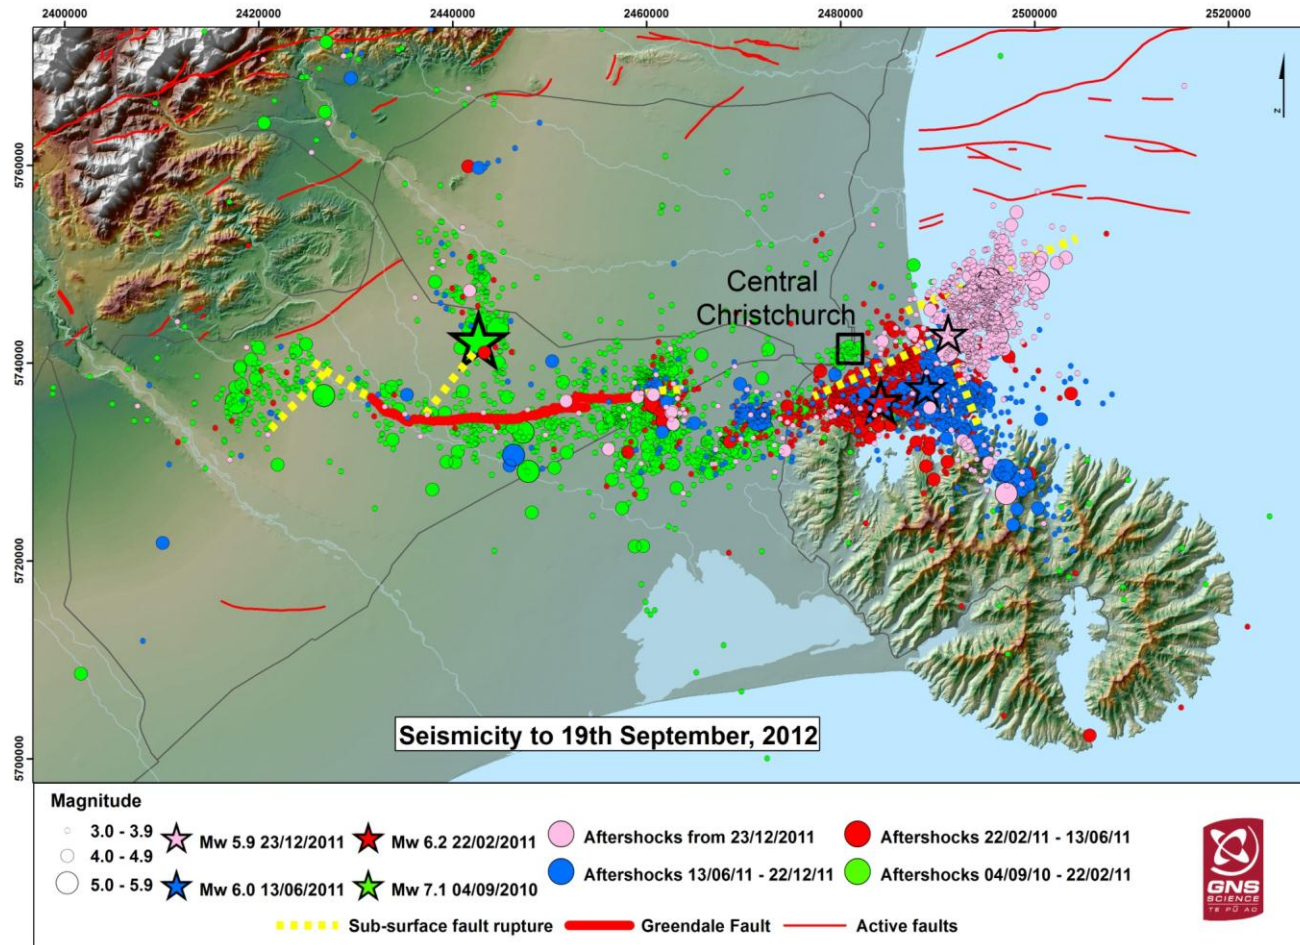 2400000 2420000 2440000 2460000 2480000 2500000 2520000
5760000
Central
Christchurch
5740000
5720000
5700000
Seismicity to 19th September, 2012
Magnitude
3.0 - 3.9
4.0 - 4.9
5.0 - 5.9
Mw 5.9 23/12/2011
Mw 6.0 13/06/2011
Mw 6.2 22/02/2011
Mw 7.1 04/09/2010
Aftershocks from 23/12/2011
Aftershocks 13/06/11 - 22/12/11
Aftershocks 22/02/11 - 13/06/11
Aftershocks 04/09/10 - 22/02/11
Sub-surface fault rupture
Greendale Fault
Active faults
GNS
SCIENCE
TE PŪ AO
z